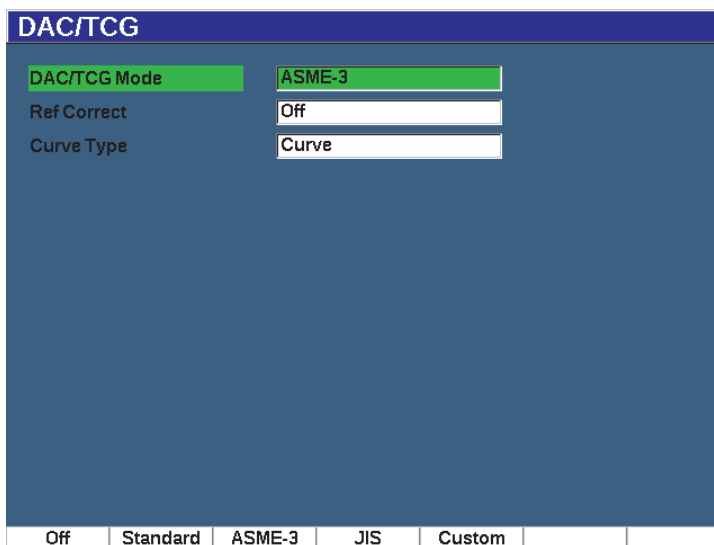 DAC/TCG
DAC/TCG Mode ASME-3
Ref Correct Off
Curve Type Curve
Off Standard ASME-3 JIS Custom